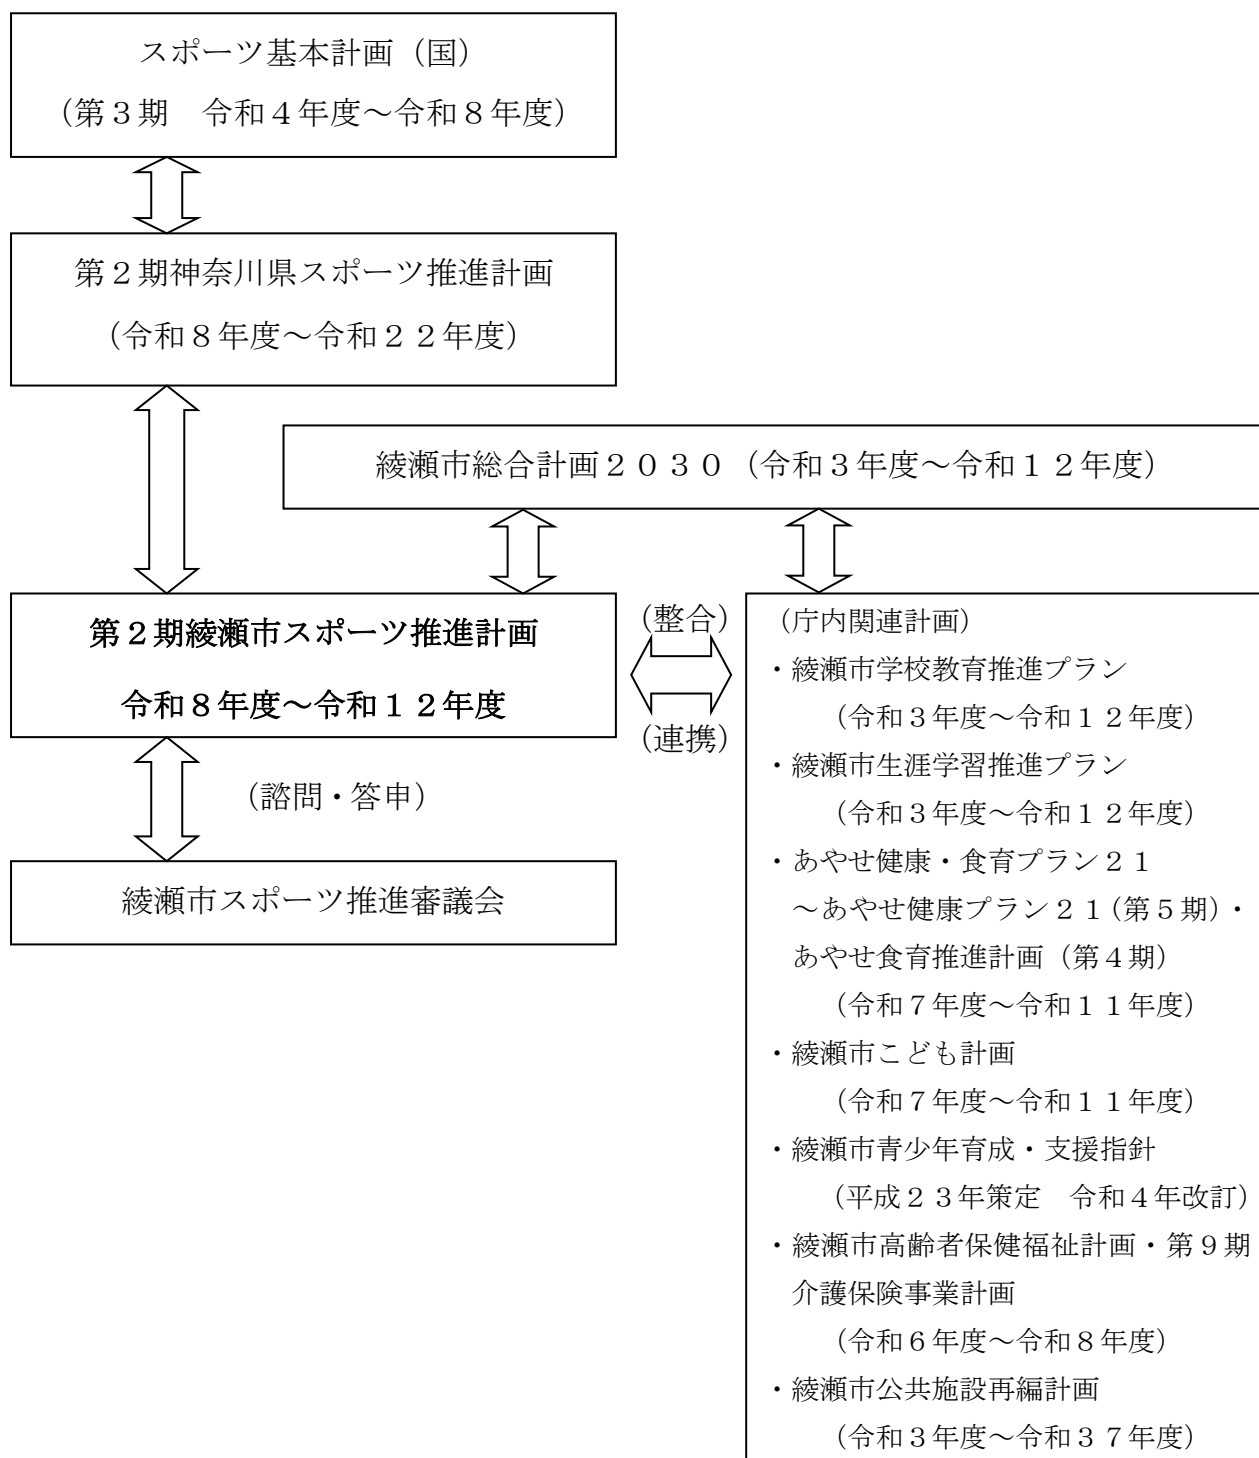 スポーツ基本計画（国）
（第３期　令和４年度～令和８年度）
第２期神奈川県スポーツ推進計画
（令和８年度～令和２２年度）
綾瀬市総合計画２０３０（令和３年度～令和１２年度）
第２期綾瀬市スポーツ推進計画
令和８年度～令和１２年度
（整合）
（連携）
（諮問・答申）
綾瀬市スポーツ推進審議会
（庁内関連計画）
・綾瀬市学校教育推進プラン
（令和３年度～令和１２年度）
・綾瀬市生涯学習推進プラン
（令和３年度～令和１２年度）
・あやせ健康・食育プラン２１
～あやせ健康プラン２１（第５期）・
あやせ食育推進計画（第４期）
（令和７年度～令和１１年度）
・綾瀬市こども計画
（令和７年度～令和１１年度）
・綾瀬市青少年育成・支援指針
（平成２３年策定　令和４年改訂）
・綾瀬市高齢者保健福祉計画・第９期
介護保険事業計画
（令和６年度～令和８年度）
・綾瀬市公共施設再編計画
（令和３年度～令和３７年度）